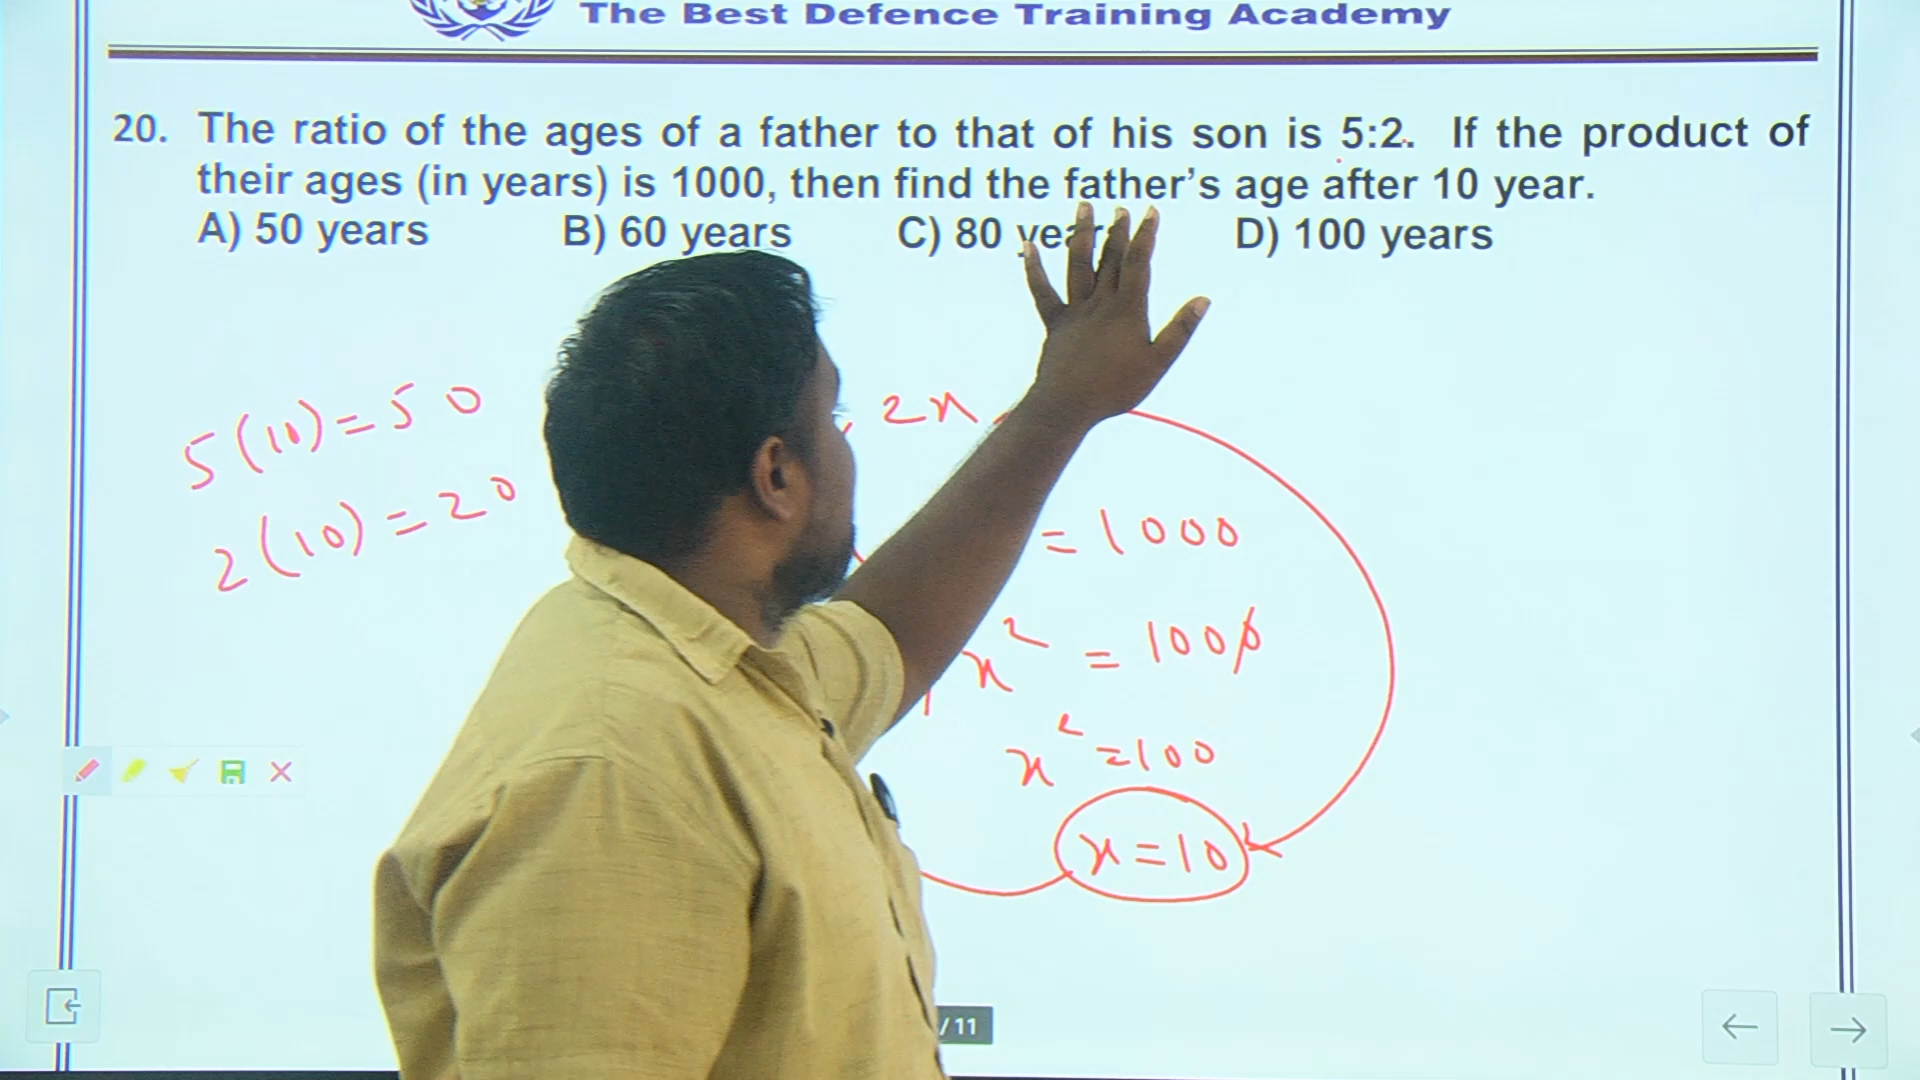 The Best Defence Training Academy
20. The ratio of the ages of a father to that of his son is 5:2. If the product of
their ages (in years) is 1000, then find the father's age after 10 year.
A) 50 years B) 60 years C) 80 years D) 100 years
5(10)=50
2(10)=20
2x
=1000
x² = 1000
x²=100
x=10
/11